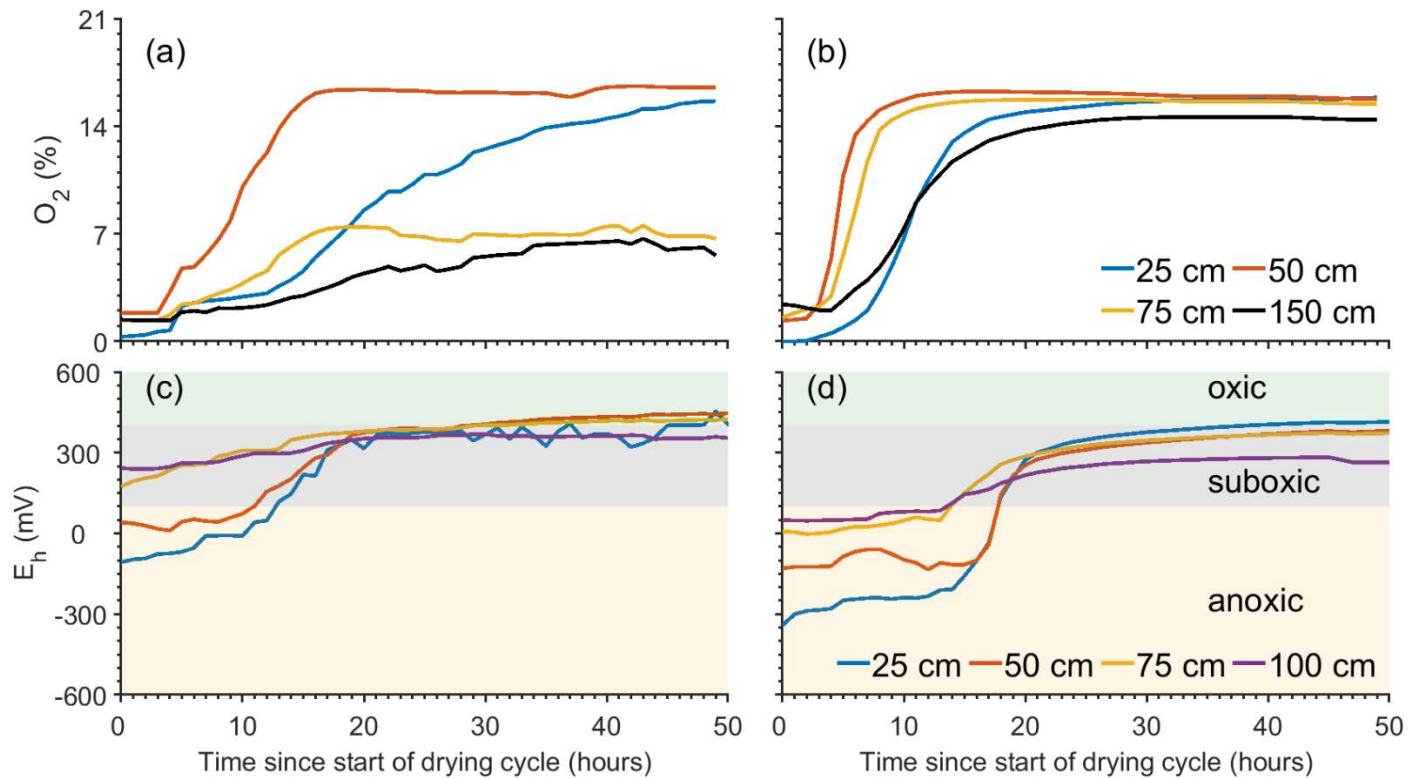 21
14
7
0
O2 (%)
(a)
(b)
25 cm 50 cm
75 cm 150 cm
600
300
0
-300
-600
Eh (mV)
(c)
(d)
oxic
suboxic
anoxic
25 cm 50 cm 75 cm 100 cm
0 10 20 30 40 50
0 10 20 30 40 50
Time since start of drying cycle (hours)
Time since start of drying cycle (hours)